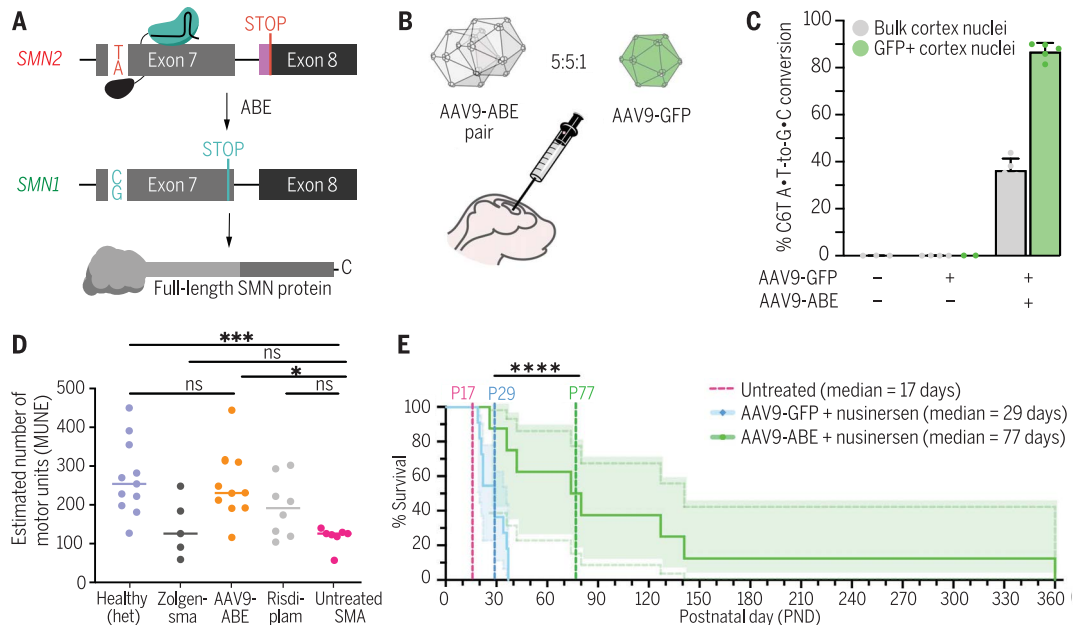 A
STOP
SMN2
T
A
Exon 7
Exon 8
ABE
STOP
SMN1
C
G
Exon 7
Exon 8
C
Full-length SMN protein
B
5:5:1
AAV9-ABE
pair
AAV9-GFP
C
Bulk cortex nuclei
GFP+ cortex nuclei
% C6T A•T-to-G•C conversion
100
80
60
40
20
0
AAV9-GFP – + +
AAV9-ABE – – +
D
***
ns
*
ns
ns
Estimated number of
motor units (MUNE)
500
400
300
200
100
0
Healthy
(het)
Zolgen-
sma
AAV9-
ABE
Risdi-
plam
Untreated
SMA
E
****
P17
P29
P77
Untreated (median = 17 days)
AAV9-GFP + nusinersen (median = 29 days)
AAV9-ABE + nusinersen (median = 77 days)
% Survival
100
80
60
40
20
0
0 30 60 90 120 150 180 210 240 270 300 330 360
Postnatal day (PND)